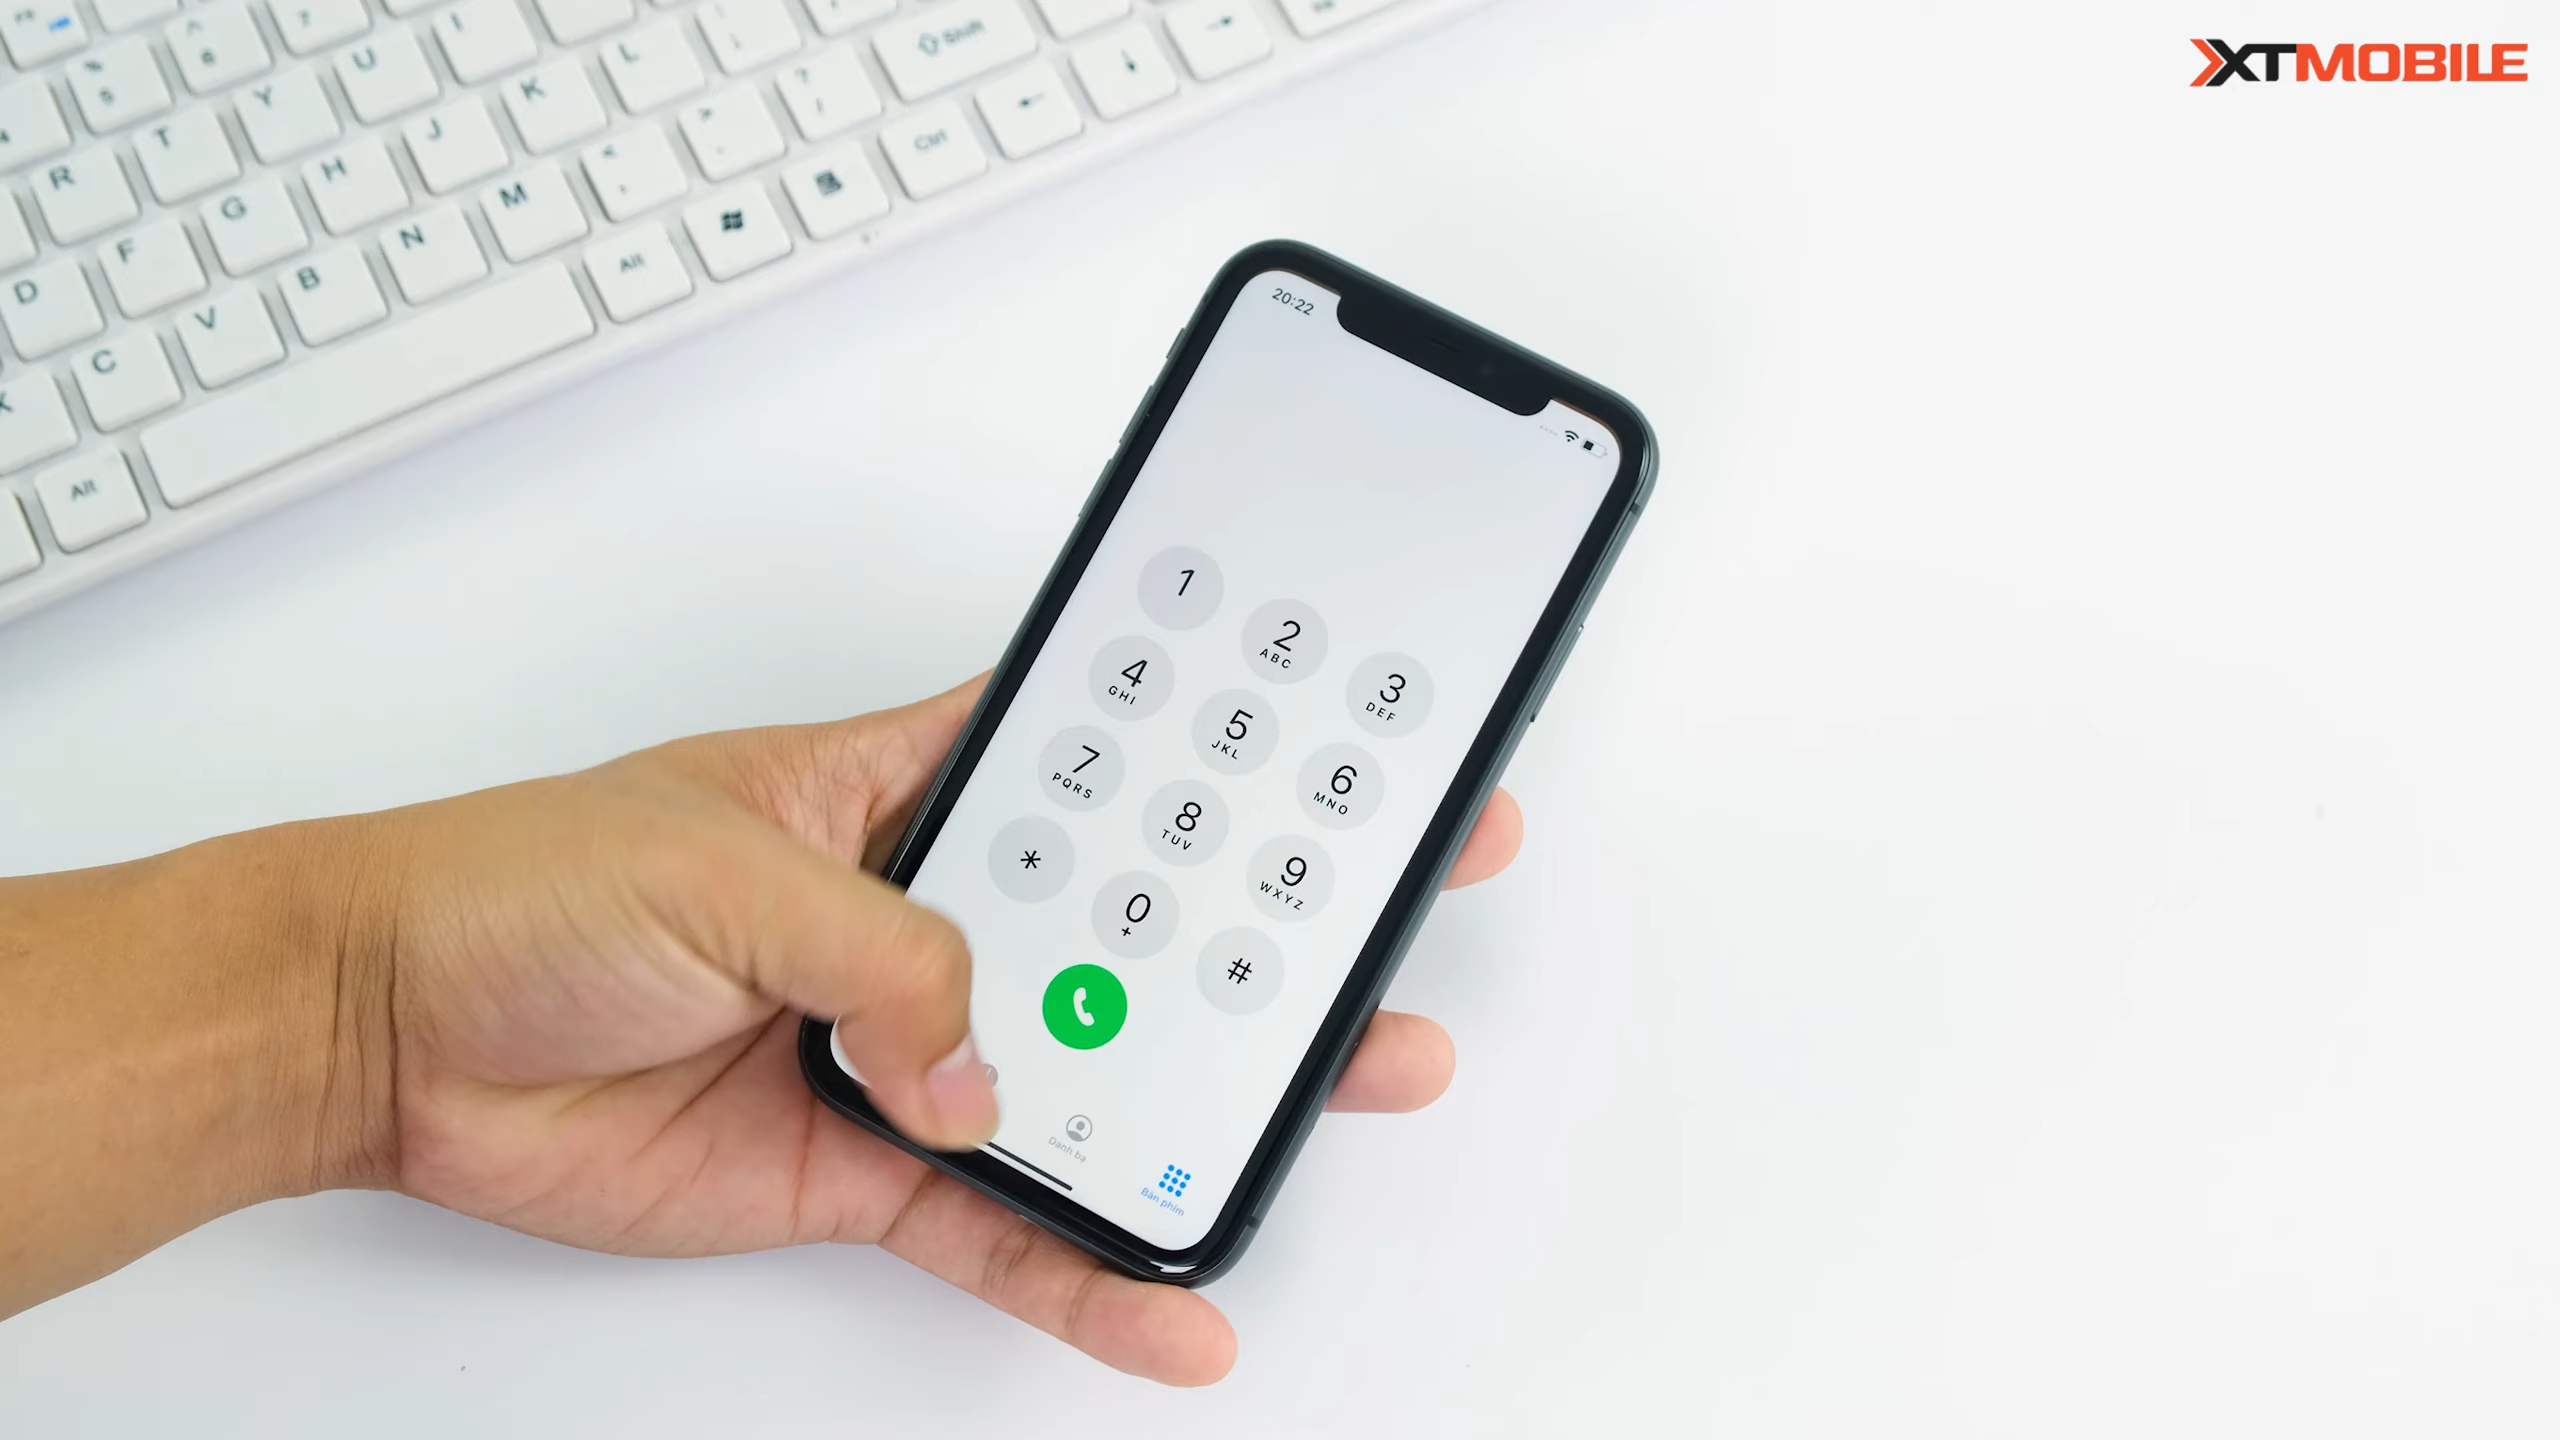 XTMOBILE
? U I L : ; Shift
Y K ? /
T J > .
R H < ,
G M Ctrl
F N
D B Alt
V
C
X
Alt
20:22
1
2
ABC
3
DEF
4
GHI
5
JKL
6
MNO
7
PQRS
8
TUV
9
WXYZ
*
0
+
#
Danh bạ
Bàn phím